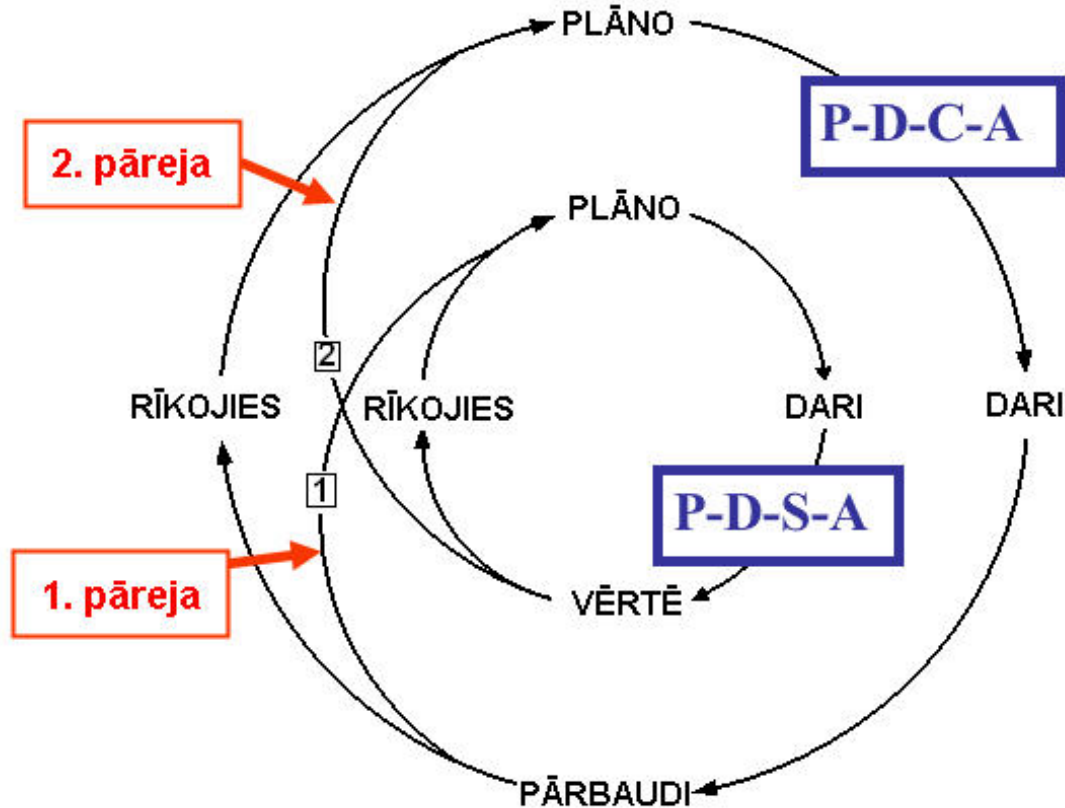 PLĀNO
P-D-C-A
2. pāreja
PLĀNO
2
RĪKOJIES
RĪKOJIES
DARI
DARI
1
P-D-S-A
1. pāreja
VĒRTĒ
PĀRBAUDI